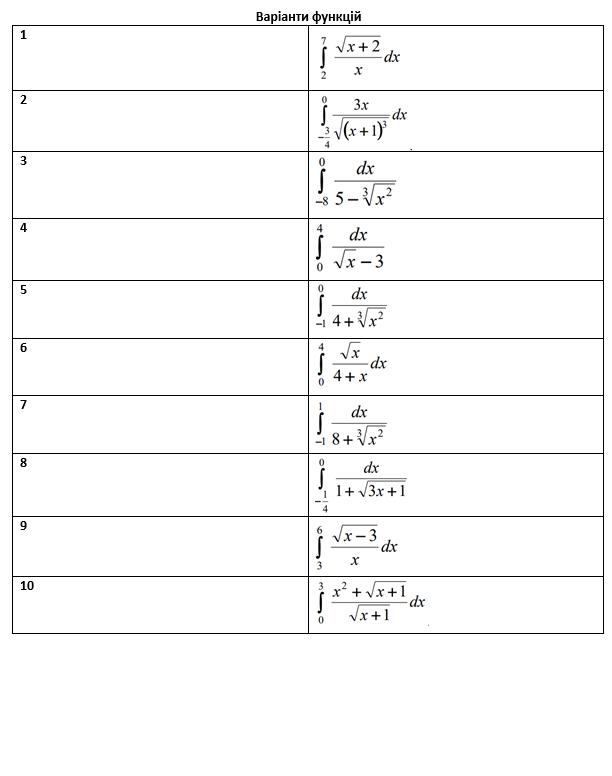 Варіанти функцій
1 $\int_{2}^{7} \frac{\sqrt{x+2}}{x} dx$
2 $\int_{-\frac{3}{4}}^{0} \frac{3x}{\sqrt{(x+1)^3}} dx$ .
3 $\int_{-8}^{0} \frac{dx}{5-\sqrt[3]{x^2}}$
4 $\int_{0}^{4} \frac{dx}{\sqrt{x}-3}$
5 $\int_{-1}^{0} \frac{dx}{4+\sqrt[3]{x^2}}$
6 $\int_{0}^{4} \frac{\sqrt{x}}{4+x} dx$
7 $\int_{-1}^{1} \frac{dx}{8+\sqrt[3]{x^2}}$
8 $\int_{-\frac{1}{4}}^{0} \frac{dx}{1+\sqrt{3x+1}}$
9 $\int_{3}^{6} \frac{\sqrt{x-3}}{x} dx$
10 $\int_{0}^{3} \frac{x^2+\sqrt{x+1}}{\sqrt{x+1}} dx$ .